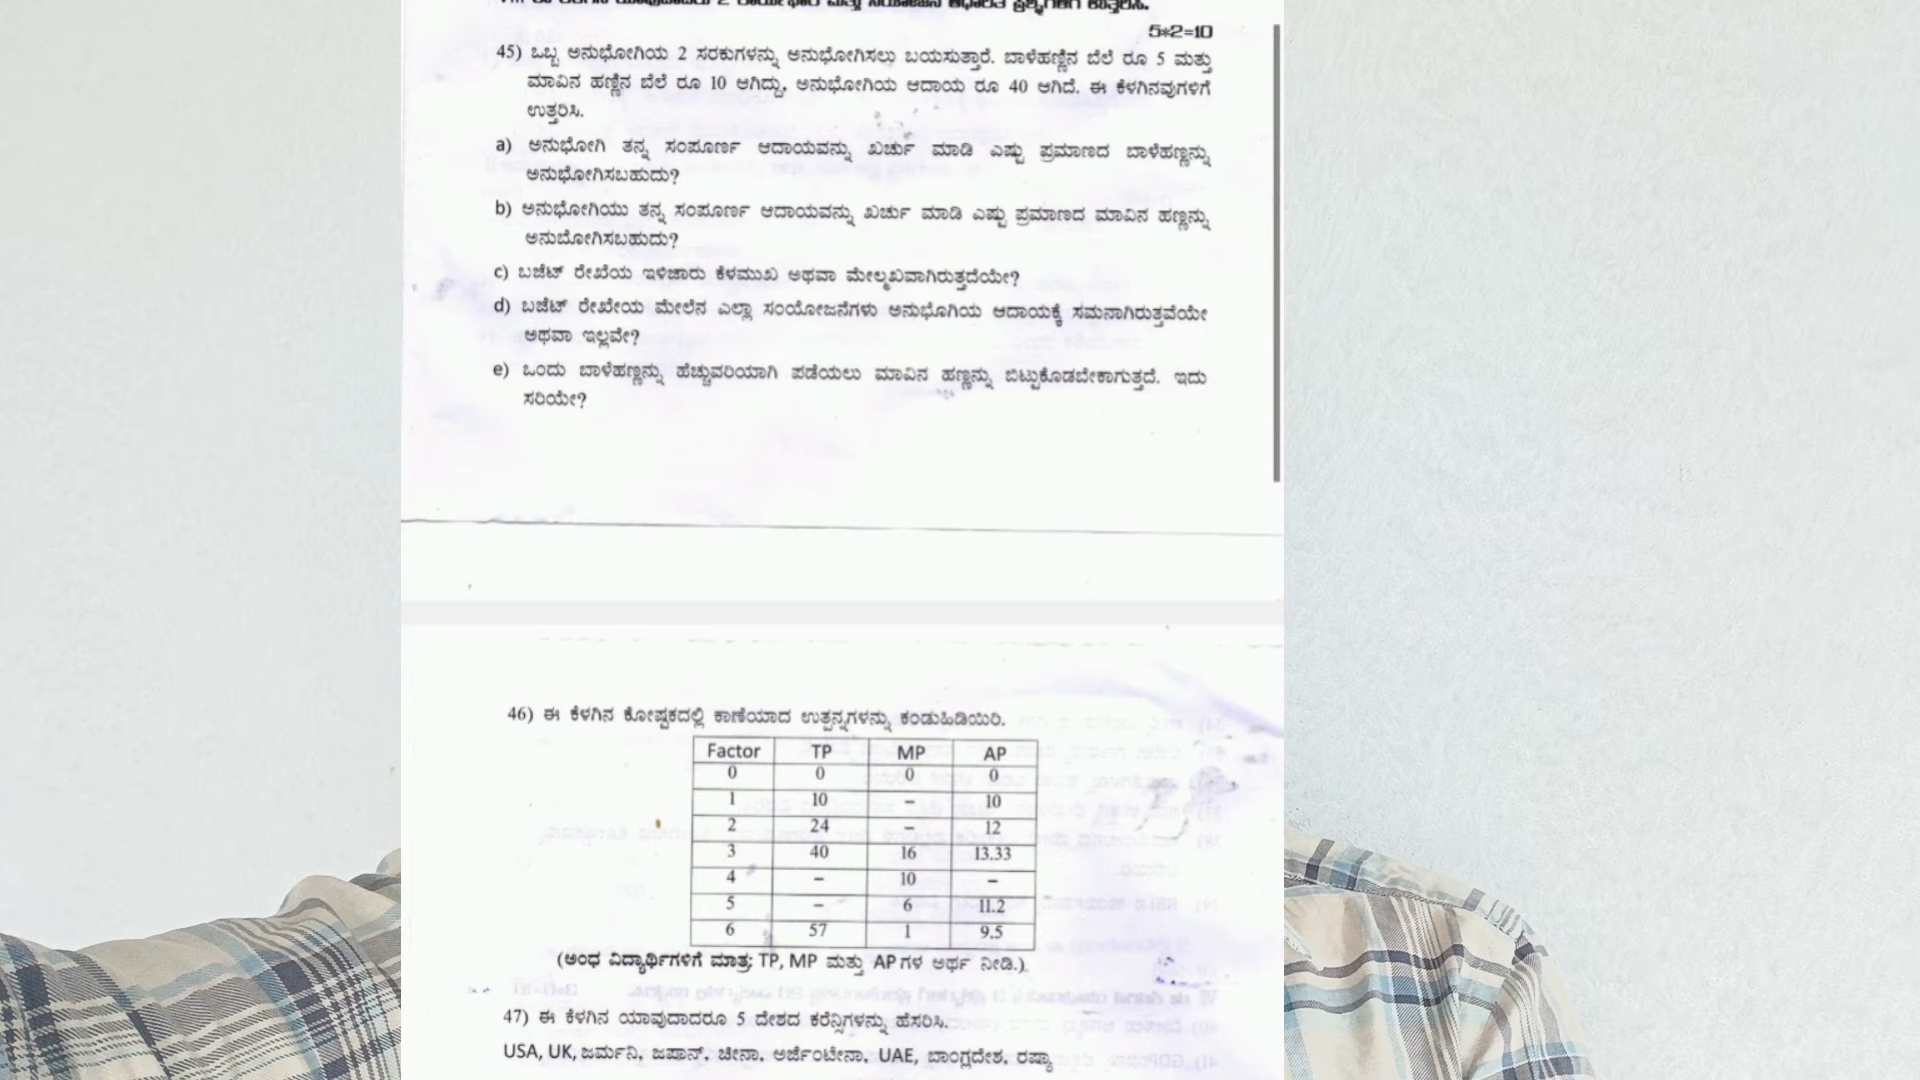 5*2=10
45) ಒಬ್ಬ ಅನುಭೋಗಿಯ 2 ಸರಕುಗಳನ್ನು ಅನುಭೋಗಿಸಲು ಬಯಸುತ್ತಾರೆ. ಬಾಳೆಹಣ್ಣಿನ ಬೆಲೆ ರೂ 5 ಮತ್ತು
ಮಾವಿನ ಹಣ್ಣಿನ ಬೆಲೆ ರೂ 10 ಆಗಿದ್ದು, ಅನುಭೋಗಿಯ ಆದಾಯ ರೂ 40 ಆಗಿದೆ. ಈ ಕೆಳಗಿನವುಗಳಿಗೆ
ಉತ್ತರಿಸಿ.
a) ಅನುಭೋಗಿ ತನ್ನ ಸಂಪೂರ್ಣ ಆದಾಯವನ್ನು ಖರ್ಚು ಮಾಡಿ ಎಷ್ಟು ಪ್ರಮಾಣದ ಬಾಳೆಹಣ್ಣನ್ನು
ಅನುಭೋಗಿಸಬಹುದು?
b) ಅನುಭೋಗಿಯು ತನ್ನ ಸಂಪೂರ್ಣ ಆದಾಯವನ್ನು ಖರ್ಚು ಮಾಡಿ ಎಷ್ಟು ಪ್ರಮಾಣದ ಮಾವಿನ ಹಣ್ಣನ್ನು
ಅನುಬೋಗಿಸಬಹುದು?
c) ಬಜೆಟ್ ರೇಖೆಯ ಇಳಿಜಾರು ಕೆಳಮುಖ ಅಥವಾ ಮೇಲ್ಮಖವಾಗಿರುತ್ತದೆಯೇ?
d) ಬಜೆಟ್ ರೇಖೇಯ ಮೇಲಿನ ಎಲ್ಲಾ ಸಂಯೋಜನೆಗಳು ಅನುಭೊಗಿಯ ಆದಾಯಕ್ಕೆ ಸಮನಾಗಿರುತ್ತವೆಯೇ
ಅಥವಾ ಇಲ್ಲವೇ?
e) ಒಂದು ಬಾಳೆಹಣ್ಣನ್ನು ಹೆಚ್ಚುವರಿಯಾಗಿ ಪಡೆಯಲು ಮಾವಿನ ಹಣ್ಣನ್ನು ಬಿಟ್ಟುಕೊಡಬೇಕಾಗುತ್ತದೆ. ಇದು
ಸರಿಯೇ?
46) ಈ ಕೆಳಗಿನ ಕೋಷ್ಟಕದಲ್ಲಿ ಕಾಣೆಯಾದ ಉತ್ಪನ್ನಗಳನ್ನು ಕಂಡುಹಿಡಿಯಿರಿ.
Factor TP MP AP
0 0 0 0
1 10 – 10
2 24 – 12
3 40 16 13.33
4 – 10 –
5 – 6 11.2
6 57 1 9.5
(ಅಂಧ ವಿದ್ಯಾರ್ಥಿಗಳಿಗೆ ಮಾತ್ರ; TP, MP ಮತ್ತು AP ಗಳ ಅರ್ಥ ನೀಡಿ.)
47) ಈ ಕೆಳಗಿನ ಯಾವುದಾದರೂ 5 ದೇಶದ ಕರೆನ್ಸಿಗಳನ್ನು ಹೆಸರಿಸಿ.
USA, UK, ಜರ್ಮನಿ, ಜಪಾನ್, ಚೀನಾ, ಅರ್ಜೆಂಟೀನಾ, UAE, ಬಾಂಗ್ಲದೇಶ, ರಷ್ಯಾ